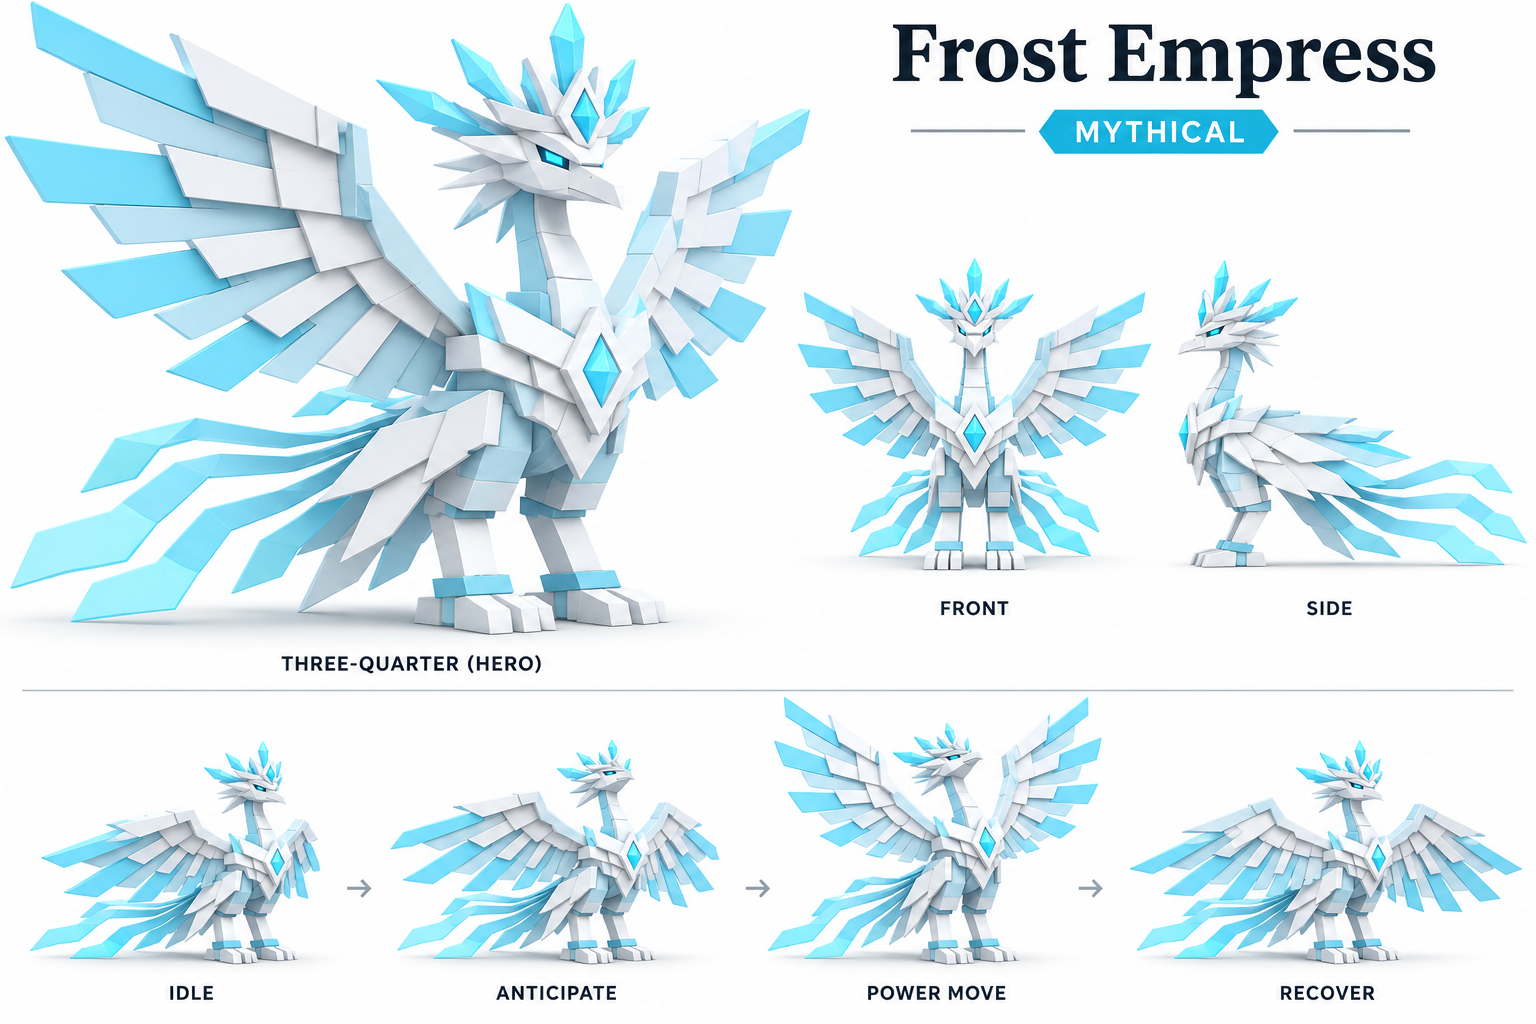 Frost Empress
MYTHICAL
THREE-QUARTER (HERO)
FRONT
SIDE
IDLE
ANTICIPATE
POWER MOVE
RECOVER